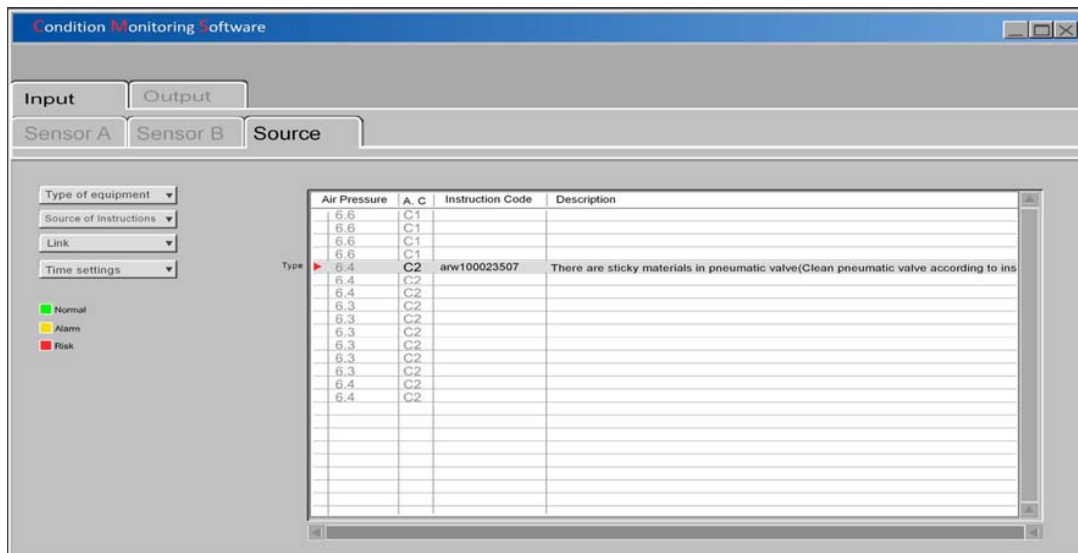 Condition Monitoring Software
Input Output
Sensor A Sensor B Source
Type of equipment
Source of Instructions
Link
Time settings
Normal
Alarm
Risk
Type
Air Pressure A. C Instruction Code Description
6.6 C1
6.6 C1
6.6 C1
6.6 C1
6.4 C2 arw100023507 There are sticky materials in pneumatic valve(Clean pneumatic valve according to ins
6.4 C2
6.4 C2
6.3 C2
6.3 C2
6.3 C2
6.3 C2
6.3 C2
6.3 C2
6.4 C2
6.4 C2